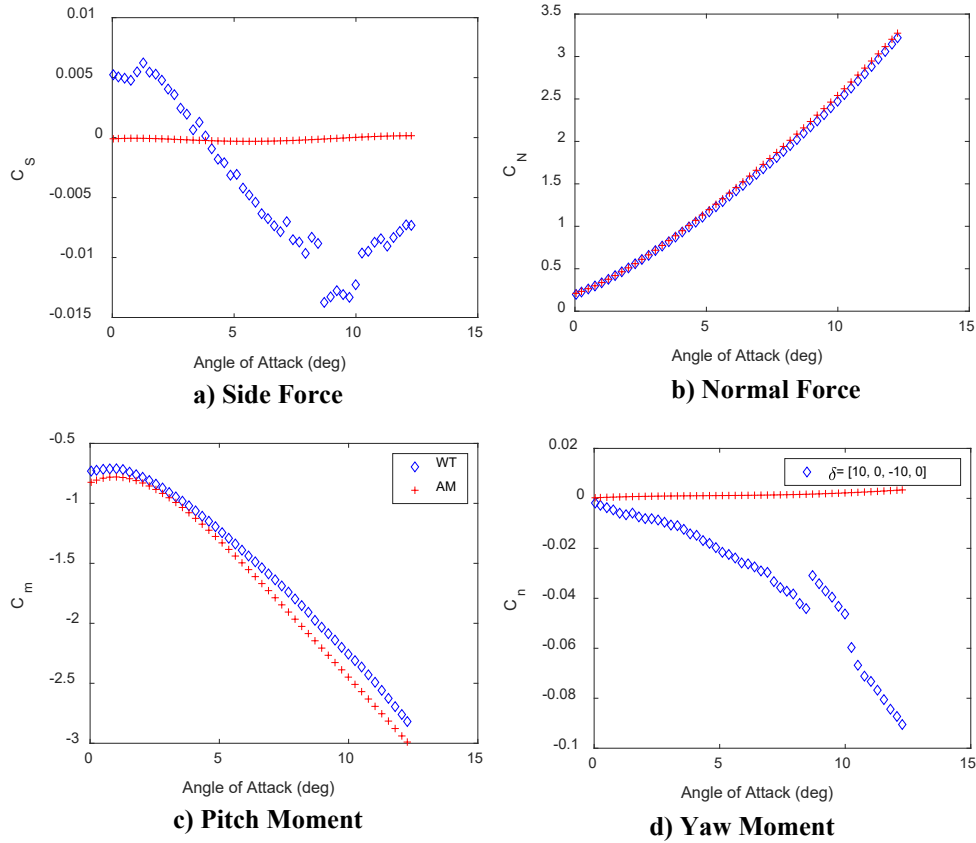 0.01
0.005
0
-0.005
-0.01
-0.015
C S
0 5 10 15
Angle of Attack (deg)
a) Side Force
3.5
3
2.5
2
1.5
1
0.5
0
C N
0 5 10 15
Angle of Attack (deg)
b) Normal Force
-0.5
-1
-1.5
-2
-2.5
-3
C m
WT
AM
0 5 10 15
Angle of Attack (deg)
c) Pitch Moment
0.02
0
-0.02
-0.04
-0.06
-0.08
-0.1
C n
δ= [10, 0, -10, 0]
0 5 10 15
Angle of Attack (deg)
d) Yaw Moment